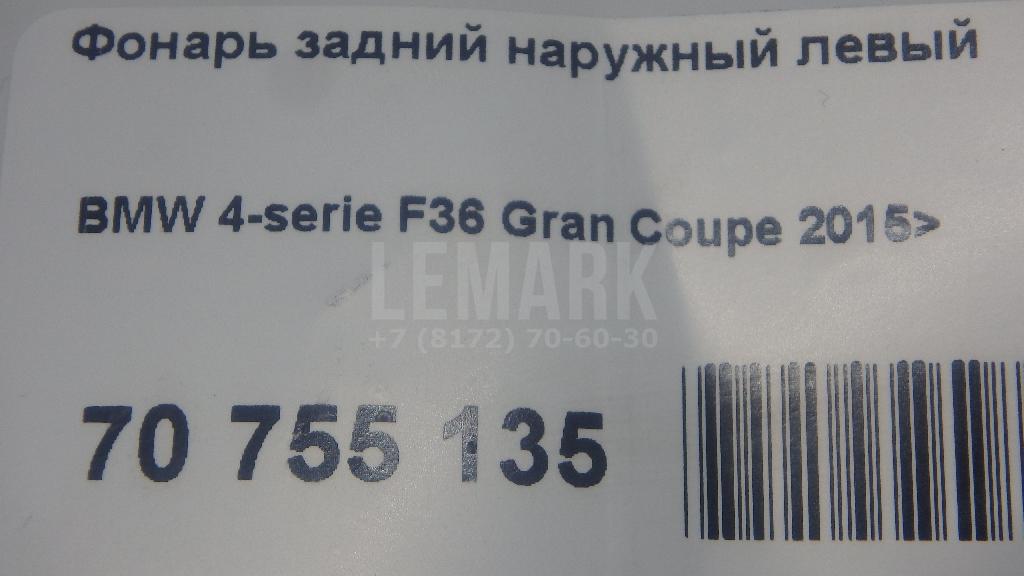 Фонарь задний наружный левый
BMW 4-serie F36 Gran Coupe 2015>
LEMARK
+7 (8172) 70-60-30
70 755 135